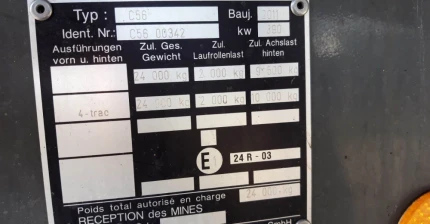 Typ: C56 Bauj.
Ident. Nr.: C56 00342 kw
Ausführungen vorn u. hinten
Zul. Ges. Gewicht
Zul. Laufrollenlast
Zul. Achslast hinten
24 000 kg 2 000 kg
4-trac 24 000 kg 2 000 kg
E 24 R - 03
Poids total autorisé en charge
RECEPTION des MINES
GmbH